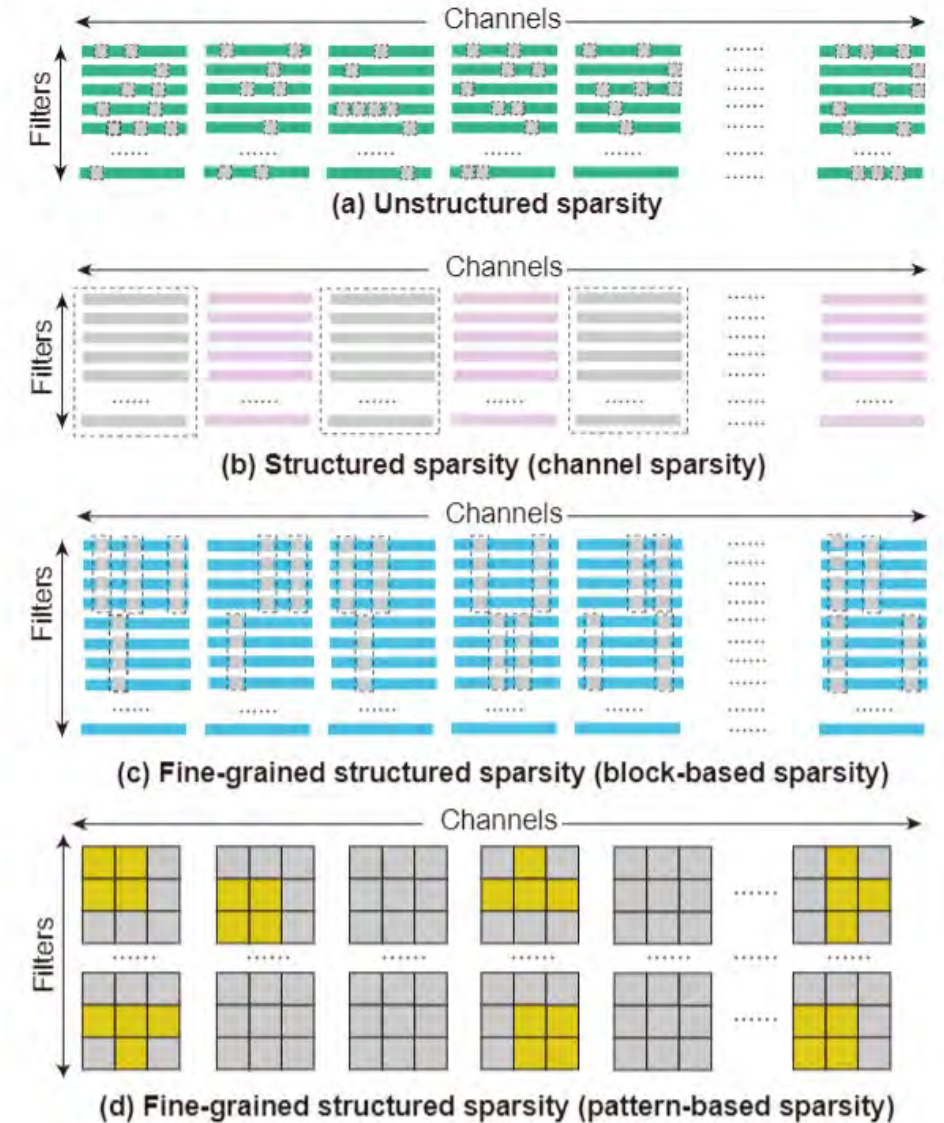 Channels
Filters
(a) Unstructured sparsity
Channels
Filters
(b) Structured sparsity (channel sparsity)
Channels
Filters
(c) Fine-grained structured sparsity (block-based sparsity)
Channels
Filters
(d) Fine-grained structured sparsity (pattern-based sparsity)